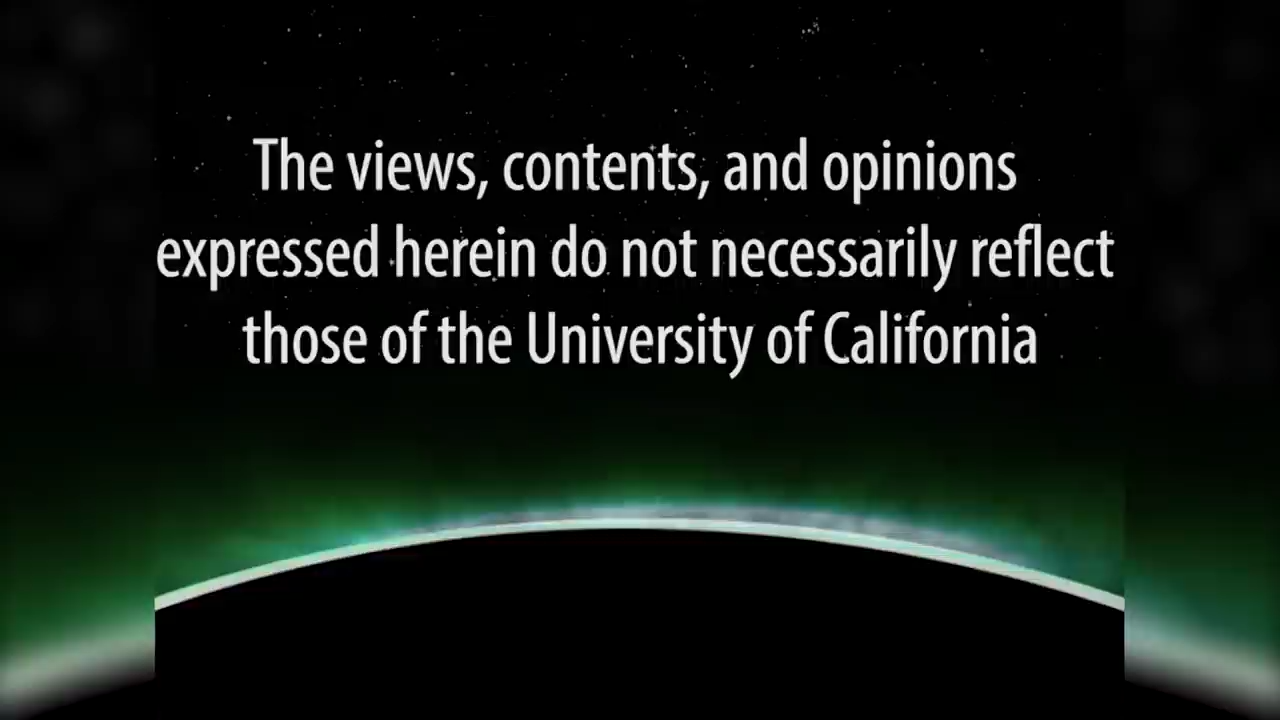 The views, contents, and opinions
expressed herein do not necessarily reflect
those of the University of California